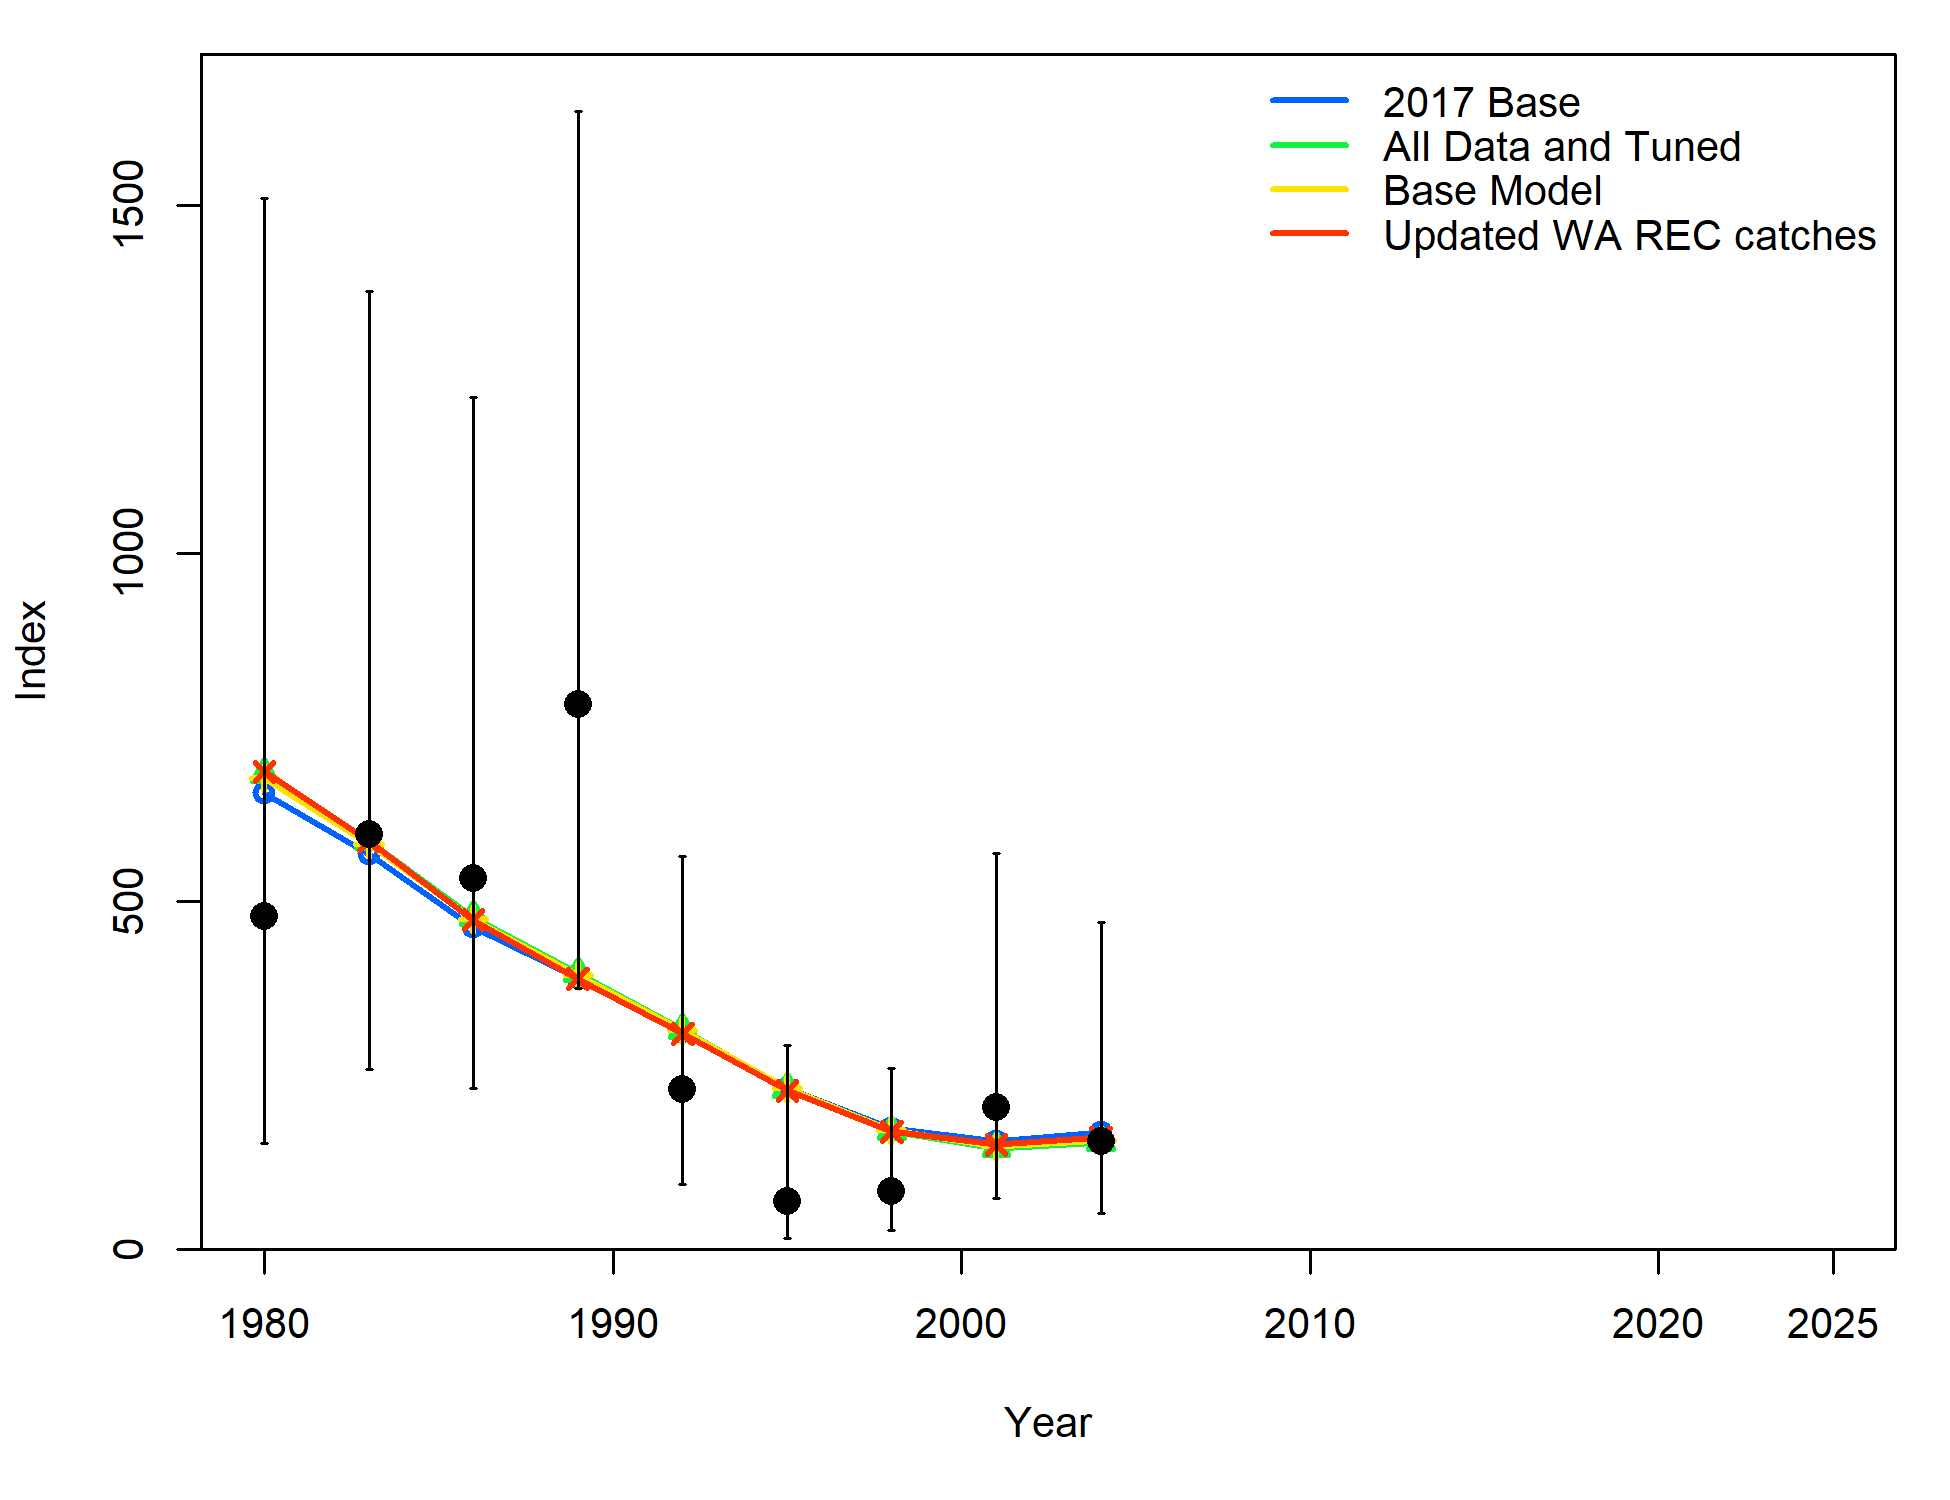 2017 Base
All Data and Tuned
Base Model
Updated WA REC catches
1500
1000
500
0
Index
1980 1990 2000 2010 2020 2025
Year